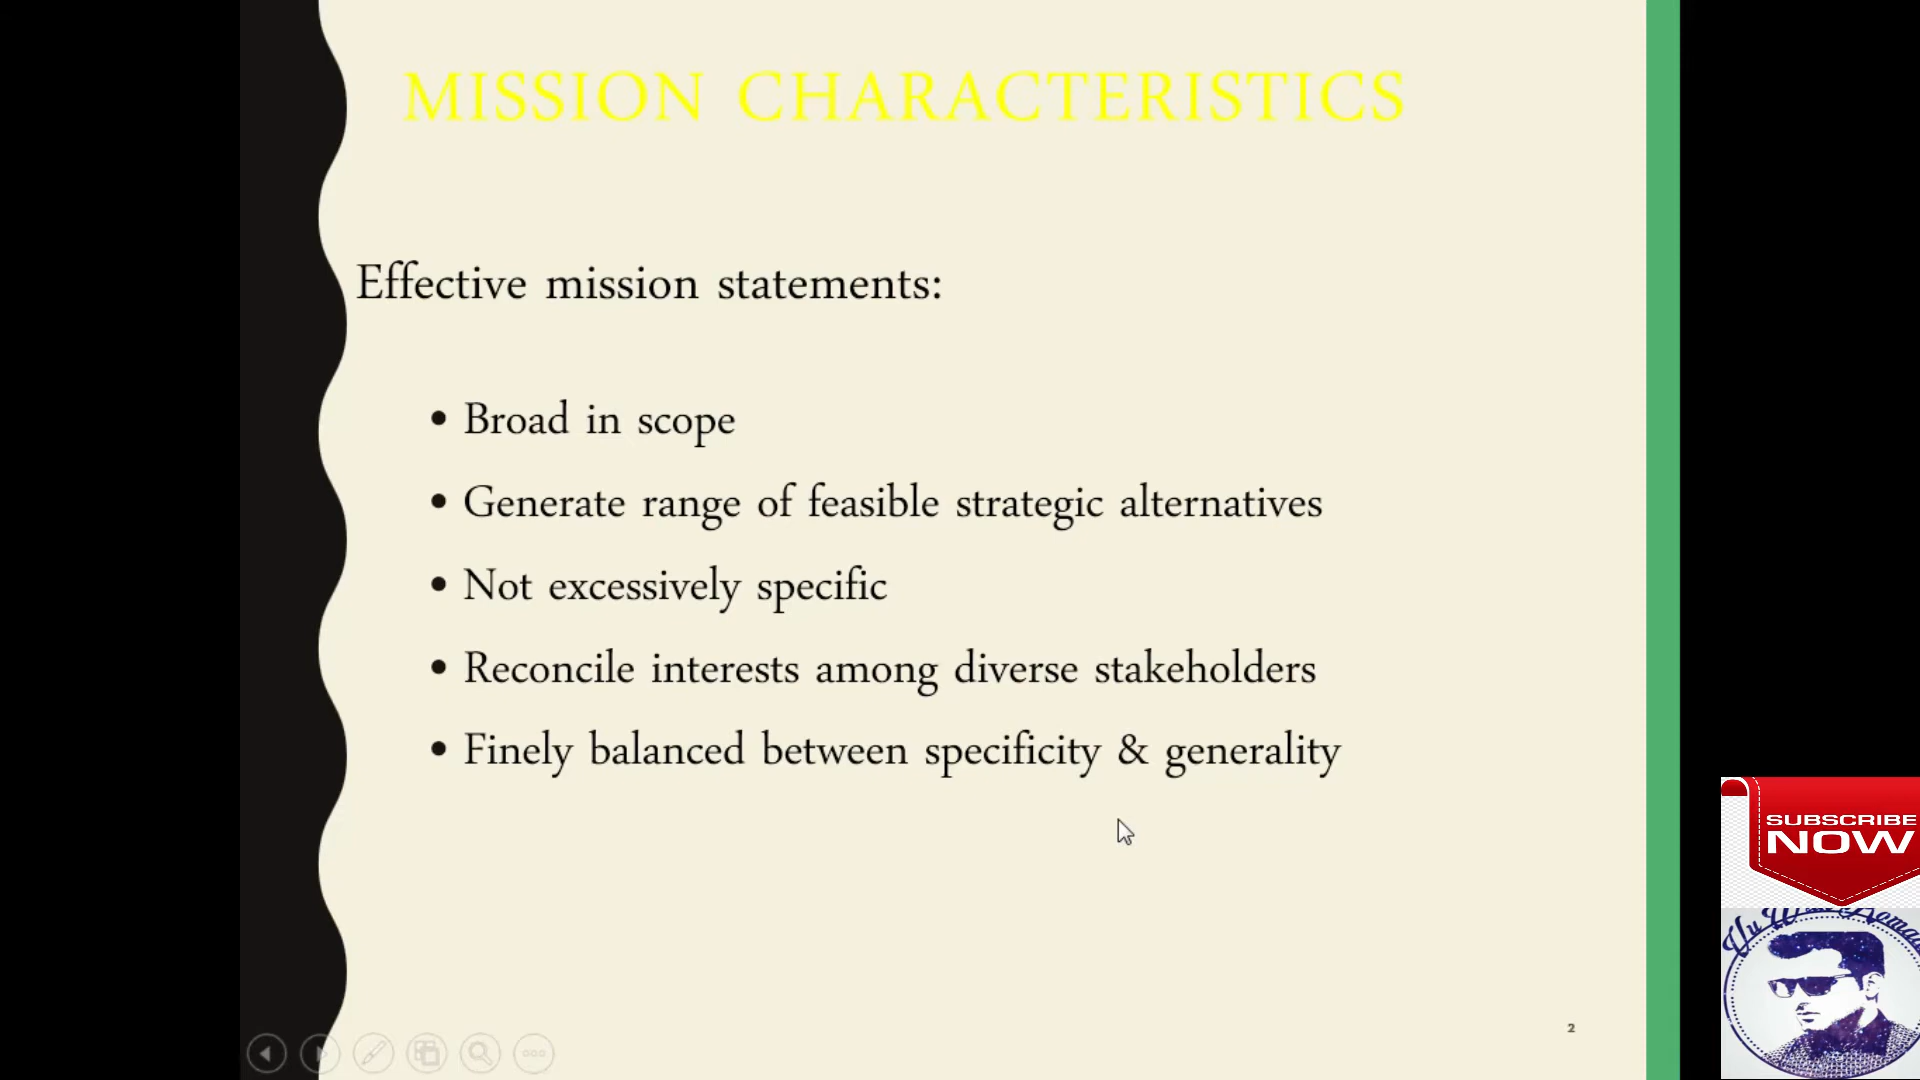 MISSION CHARACTERISTICS
Effective mission statements:
• Broad in scope
• Generate range of feasible strategic alternatives
• Not excessively specific
• Reconcile interests among diverse stakeholders
• Finely balanced between specificity & generality
SUBSCRIBE
NOW
2